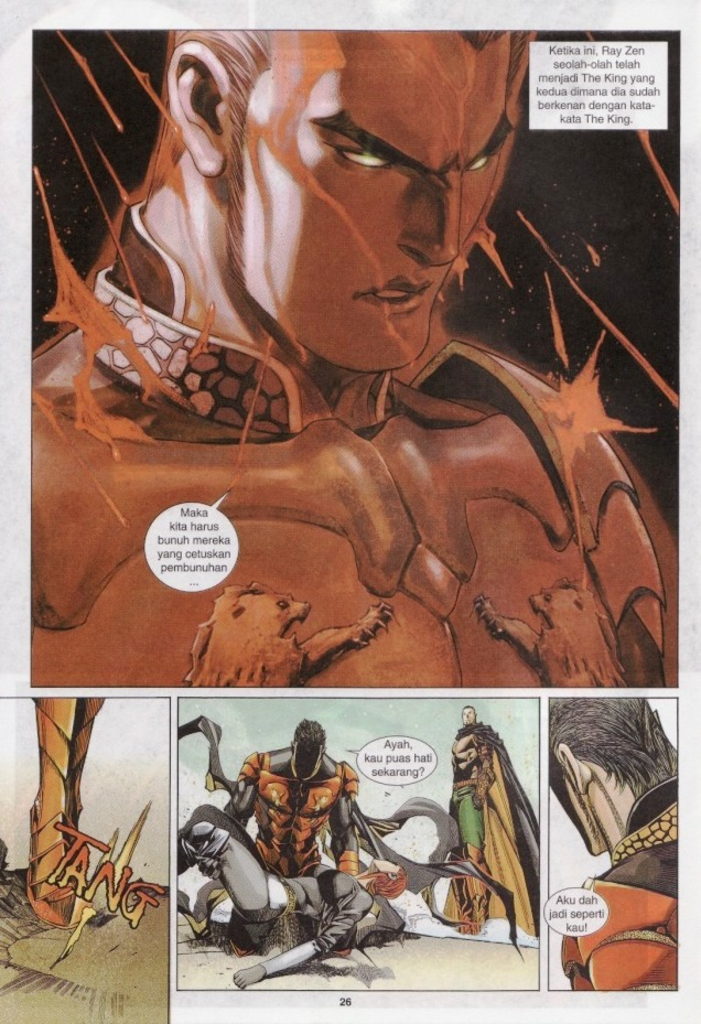 Ketika ini, Ray Zen
seolah-olah telah
menjadi The King yang
kedua dimana dia sudah
berkenan dengan kata-
kata The King.
Maka
kita harus
bunuh mereka
yang cetuskan
pembunuhan
...
TANG
Ayah,
kau puas hati
sekarang?
Aku dah
jadi seperti
kau!
26